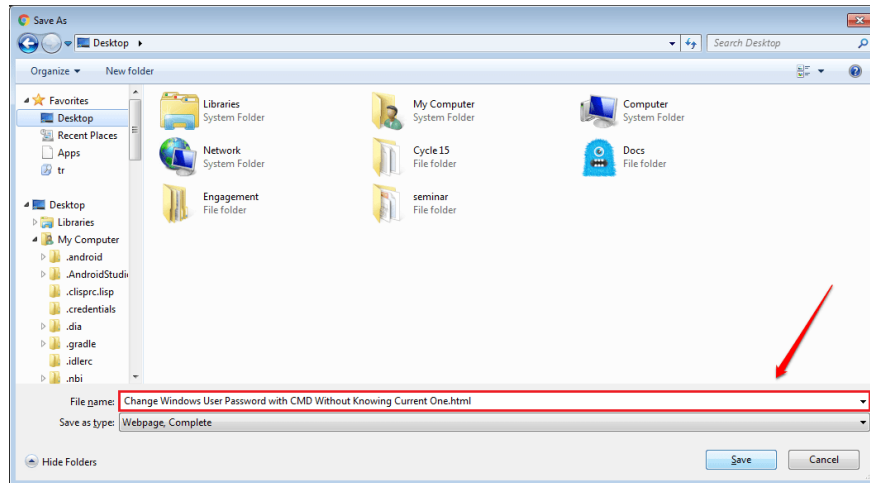 Save As
Desktop
Search Desktop
Organize
New folder
Favorites
Desktop
Recent Places
Apps
tr
Desktop
Libraries
My Computer
.android
.AndroidStudi
.clisprc.lisp
.credentials
.dia
.gradle
.idlerc
.nbi
Libraries
System Folder
My Computer
System Folder
Computer
System Folder
Network
System Folder
Cycle 15
File folder
Docs
File folder
Engagement
File folder
seminar
File folder
File name: Change Windows User Password with CMD Without Knowing Current One.html
Save as type: Webpage, Complete
Hide Folders
Save
Cancel